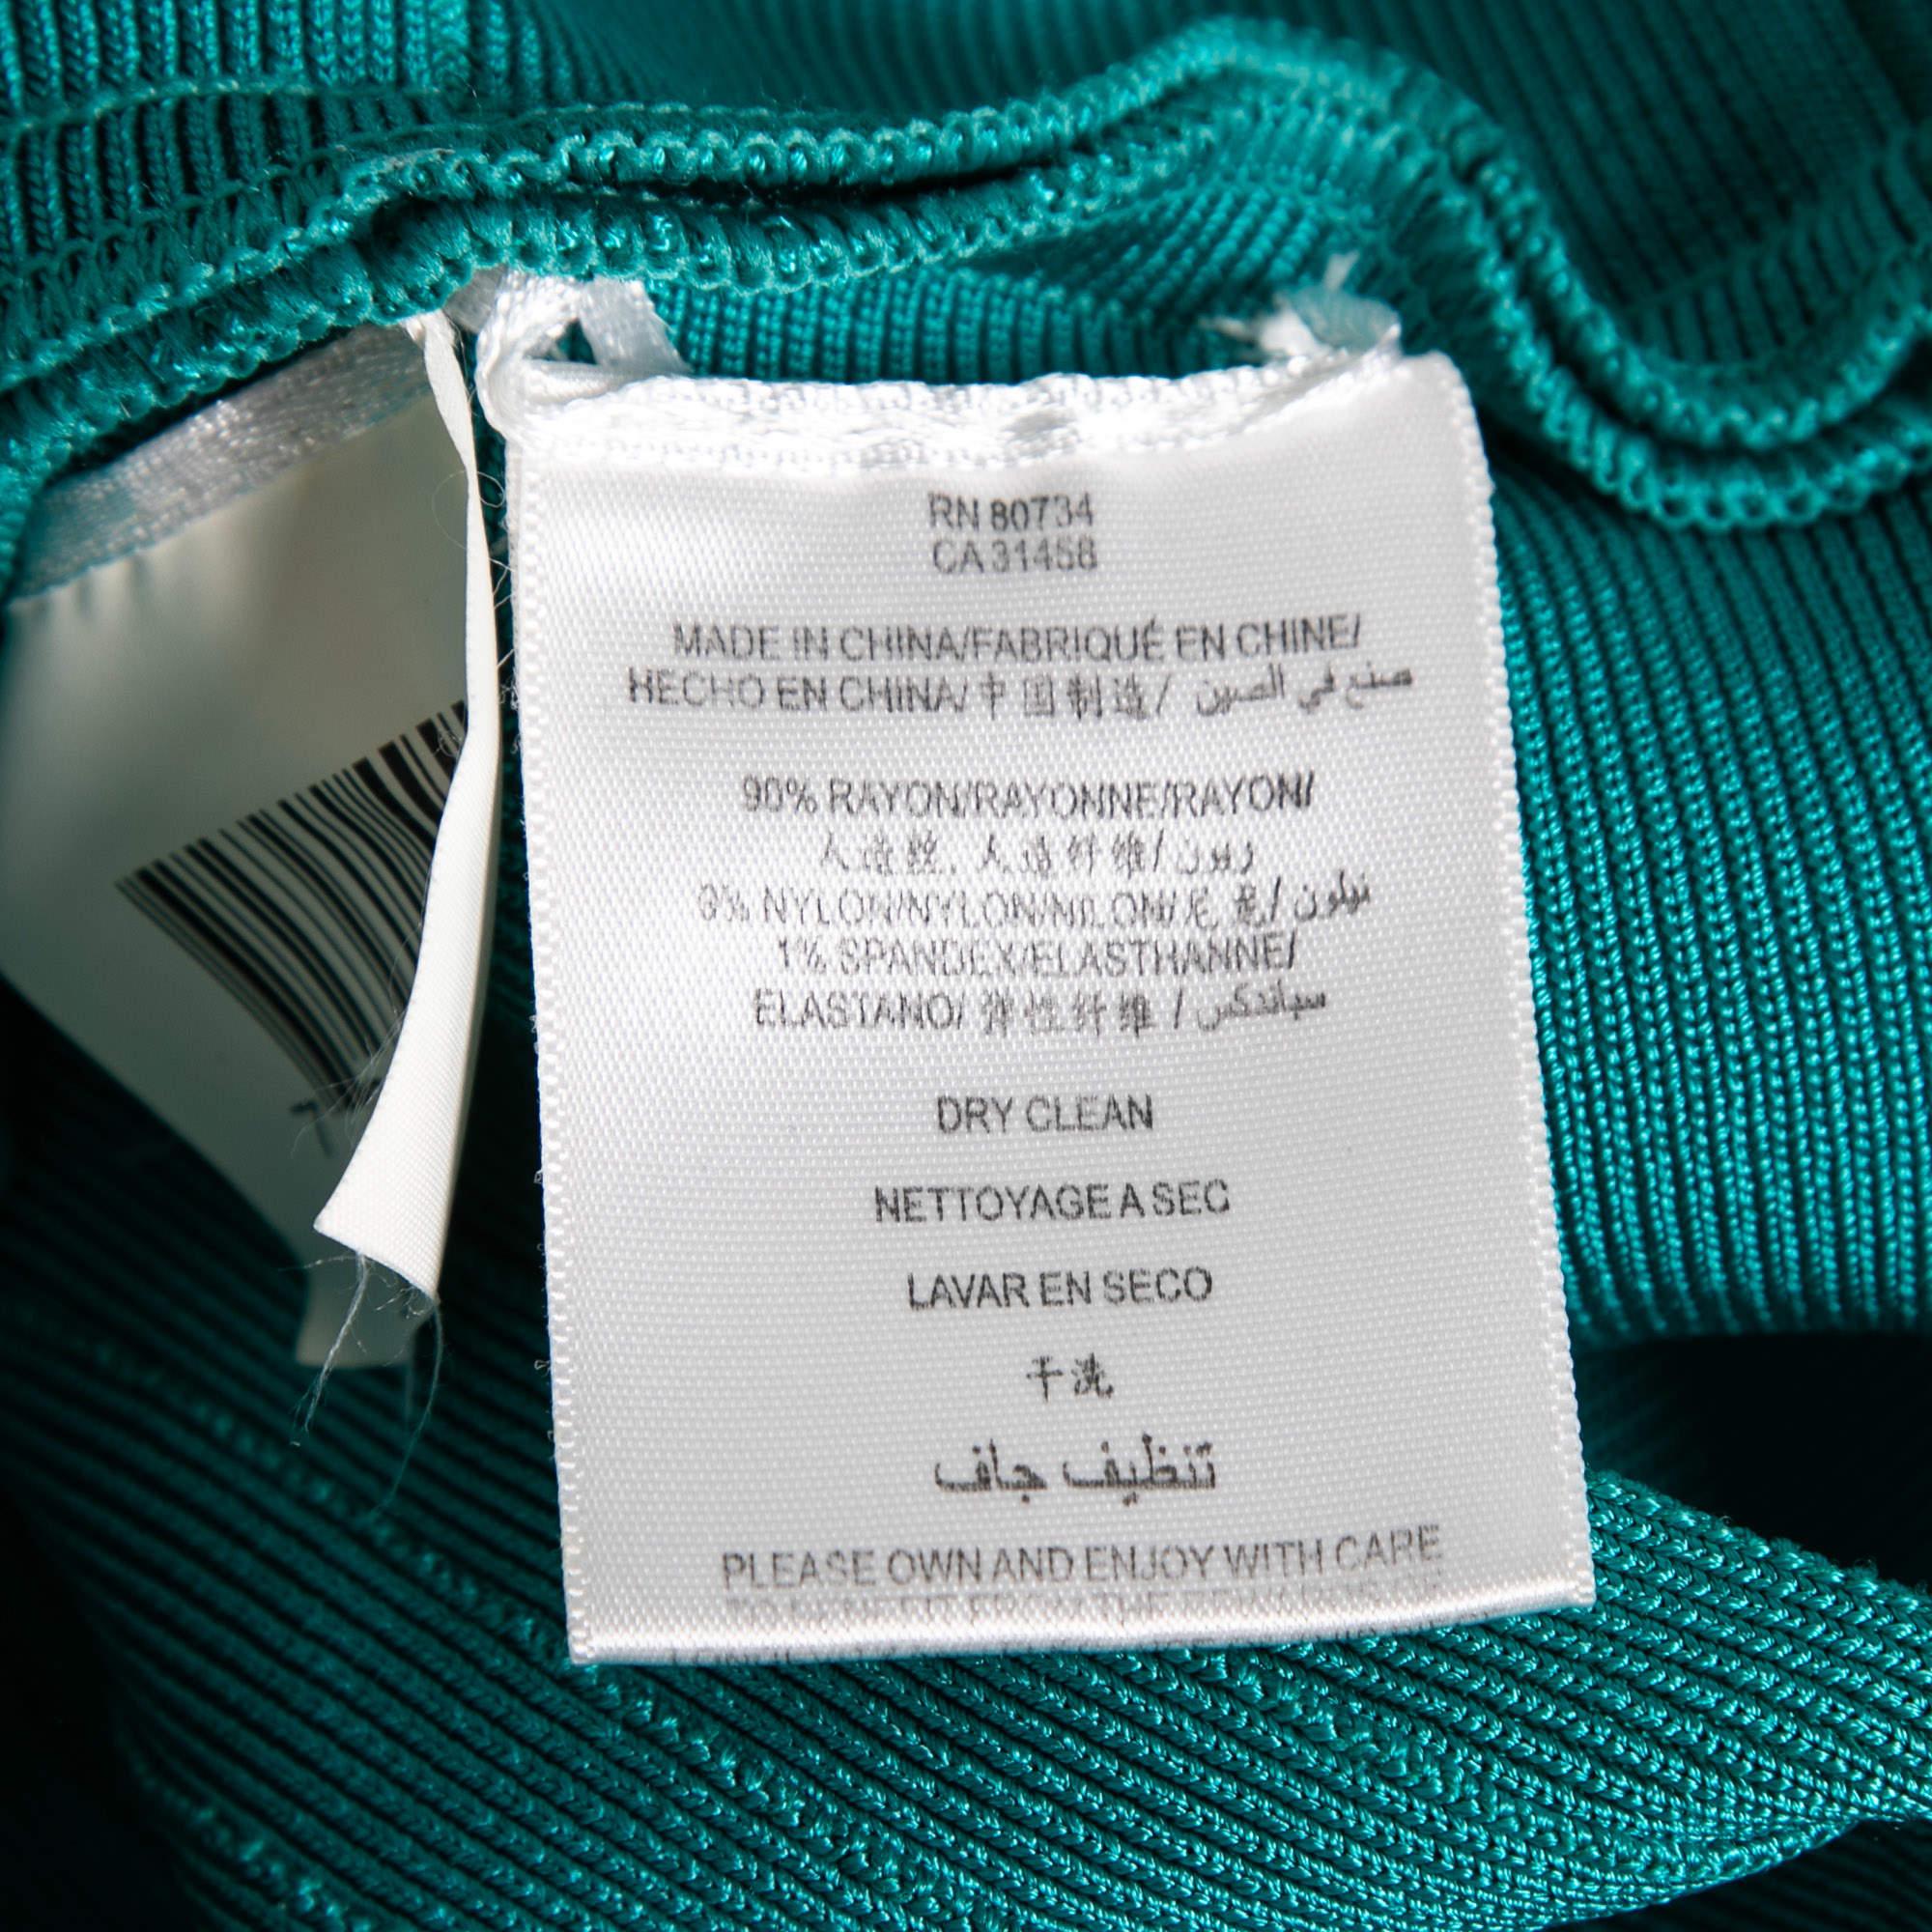 RN 80734
CA 31458
MADE IN CHINA/FABRIQUÉ EN CHINE/
HECHO EN CHINA/ 中国制造/ صنع في الصين
90% RAYON/RAYONNE/RAYON/
人造丝, 人造纤维/ ريون
9% NYLON/NYLON/NILON/尼龙/ نيلون
1% SPANDEX/ELASTHANNE/
ELASTANO/ 弹性纤维 / سباندكس
DRY CLEAN
NETTOYAGE A SEC
LAVAR EN SECO
干洗
تنظيف جاف
PLEASE OWN AND ENJOY WITH CARE